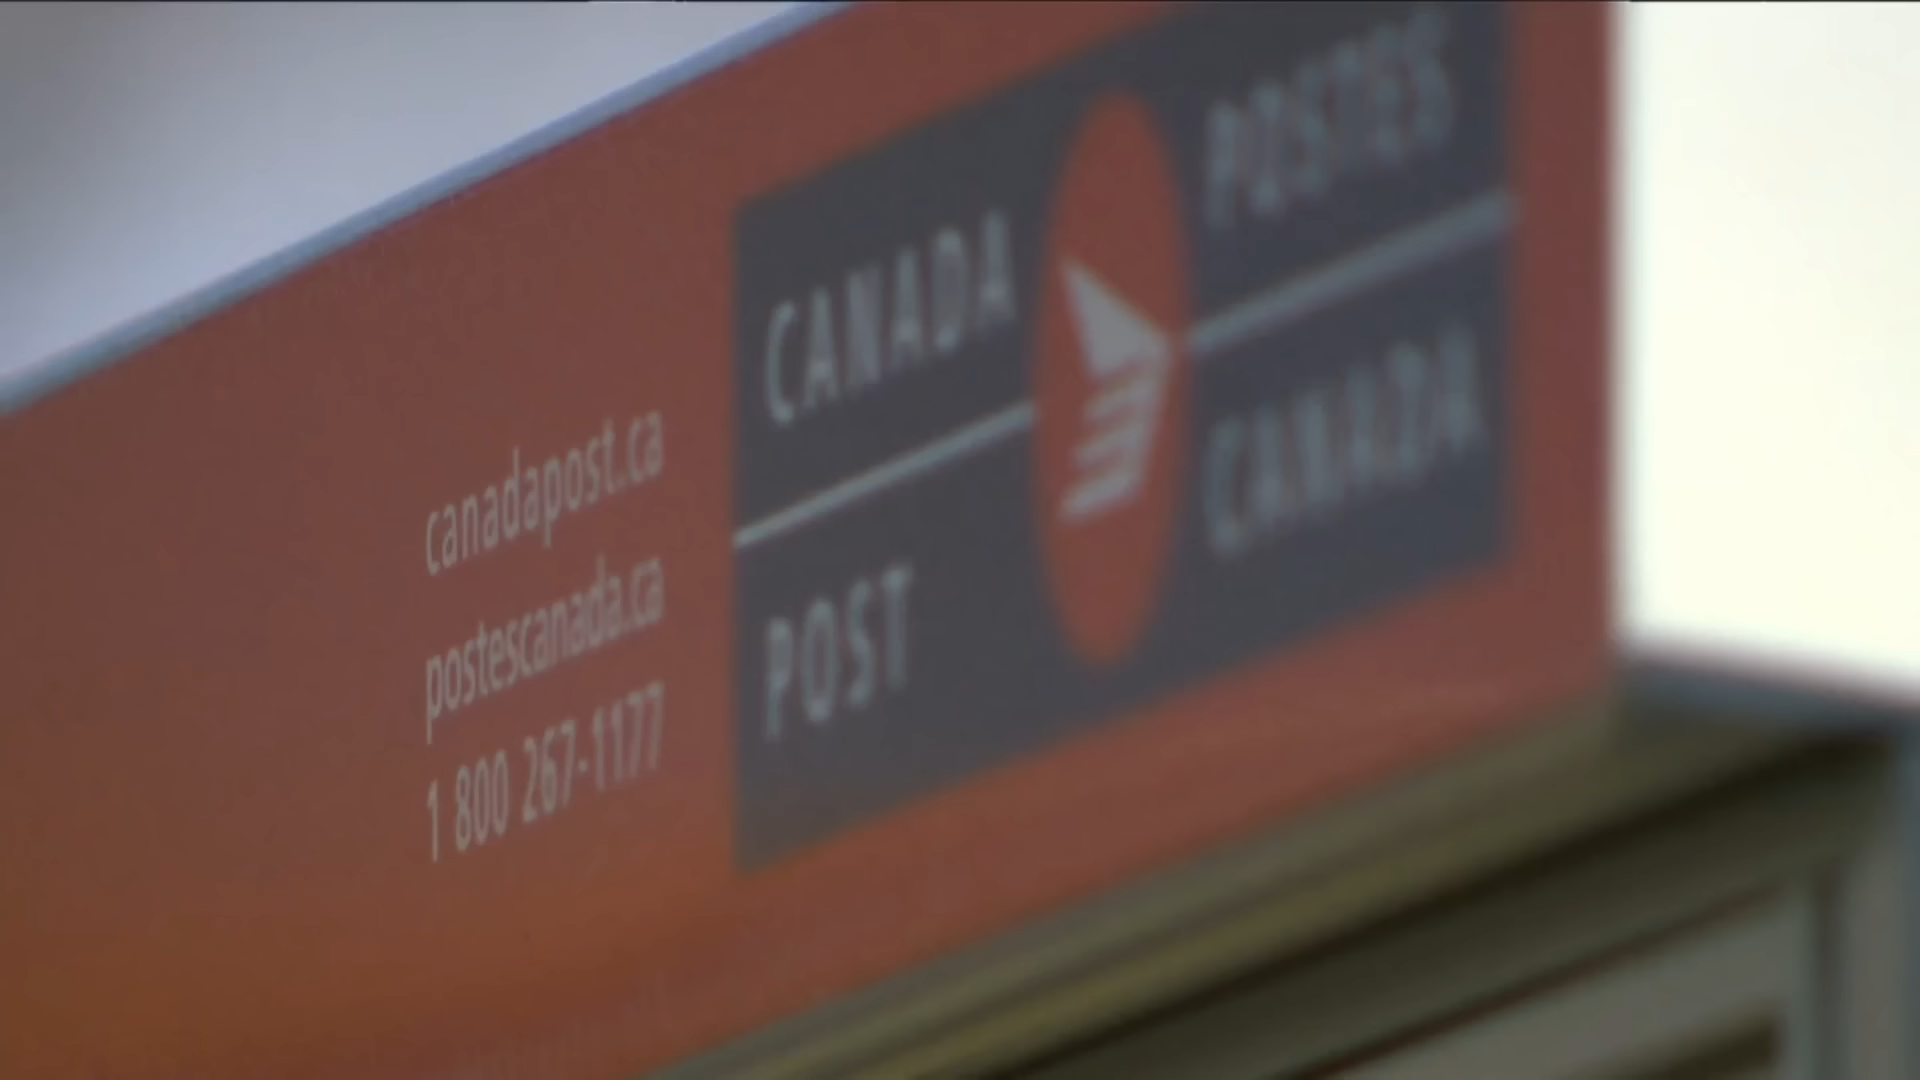 canadapost.ca
postescanada.ca
1 800 267-1177
CANADA
POST
POSTES
CANADA